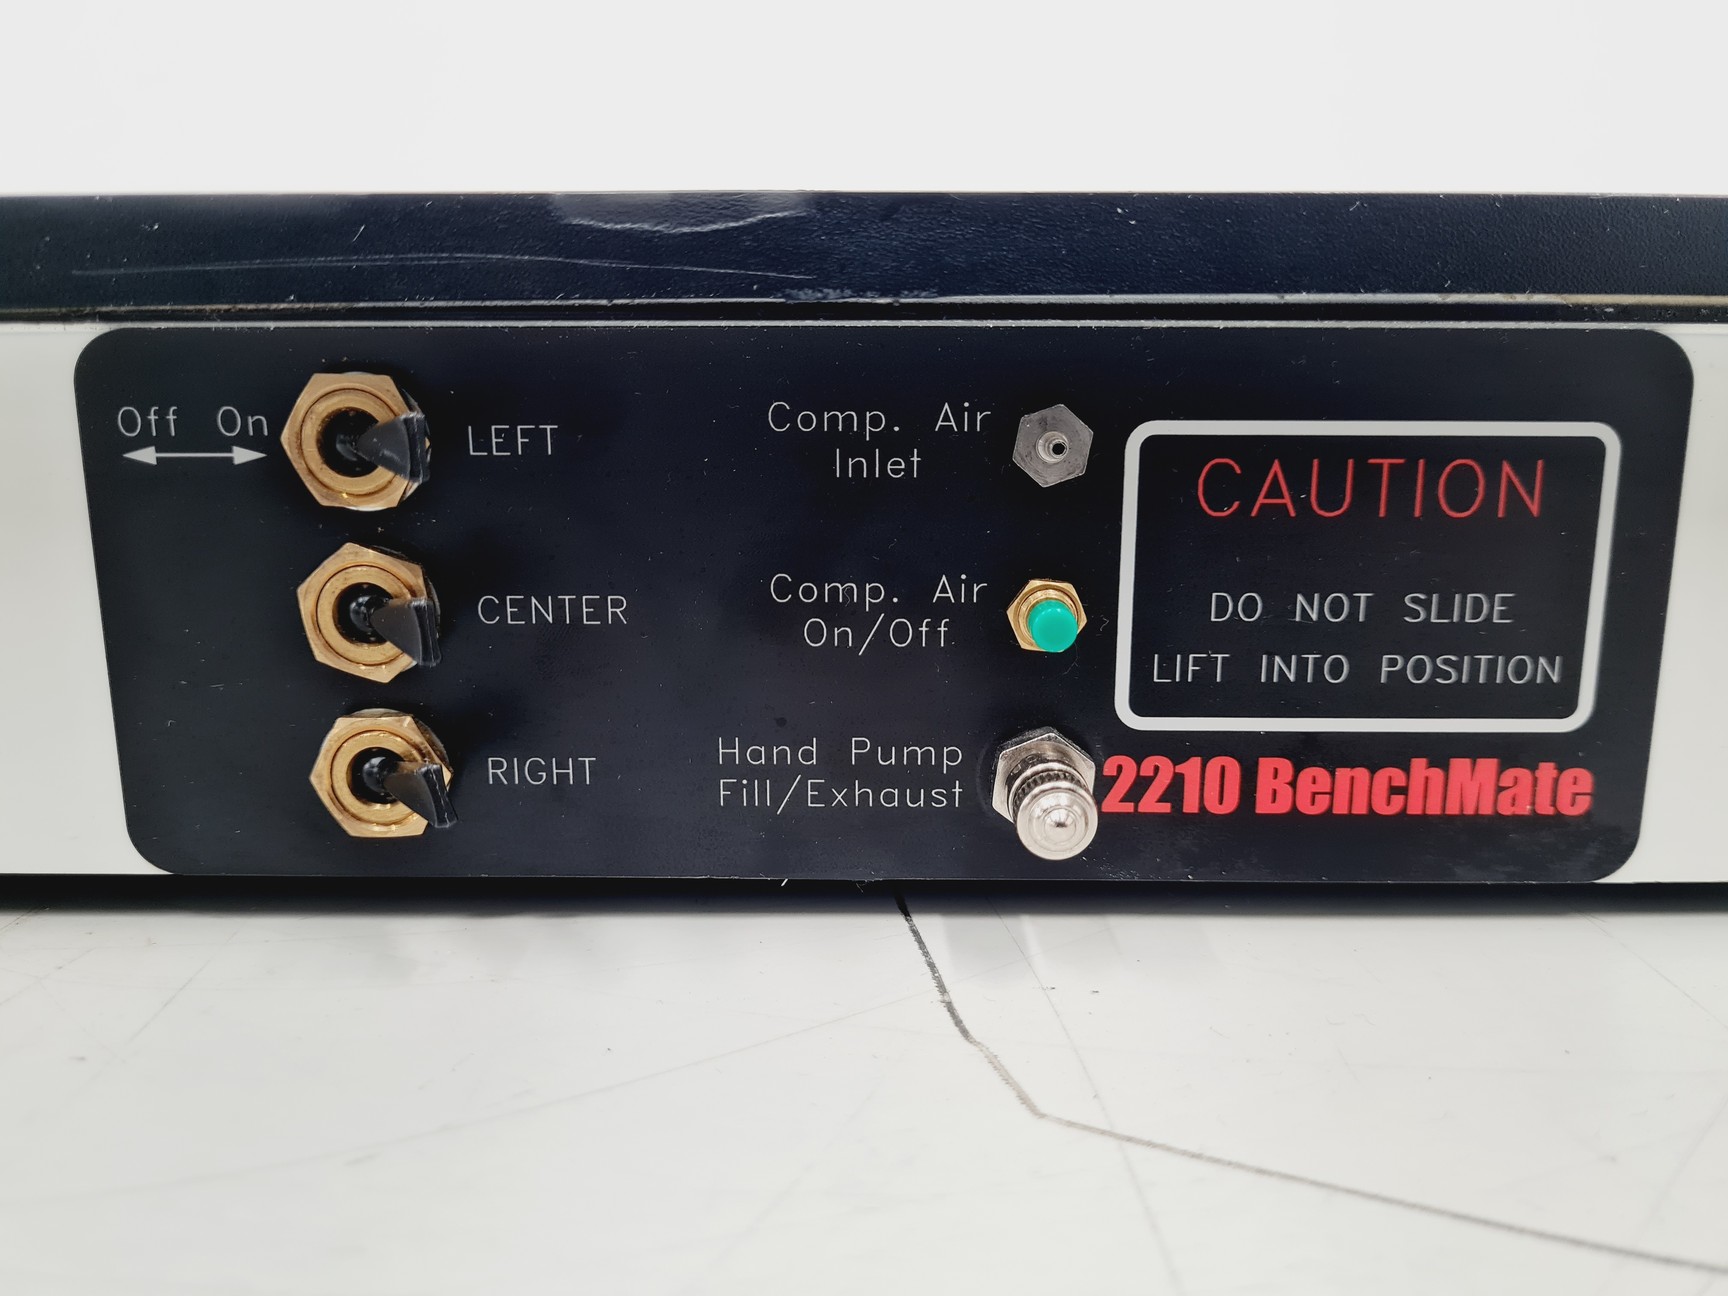 Off On
LEFT
CENTER
RIGHT
Comp. Air
Inlet
Comp. Air
On/Off
Hand Pump
Fill/Exhaust
CAUTION
DO NOT SLIDE
LIFT INTO POSITION
2210 BenchMate